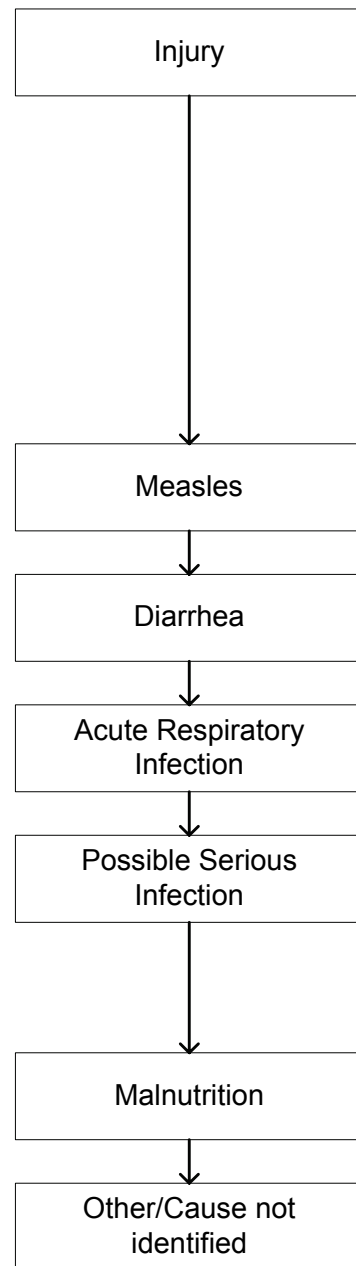 Injury
Measles
Diarrhea
Acute Respiratory
Infection
Possible Serious
Infection
Malnutrition
Other/Cause not
identified